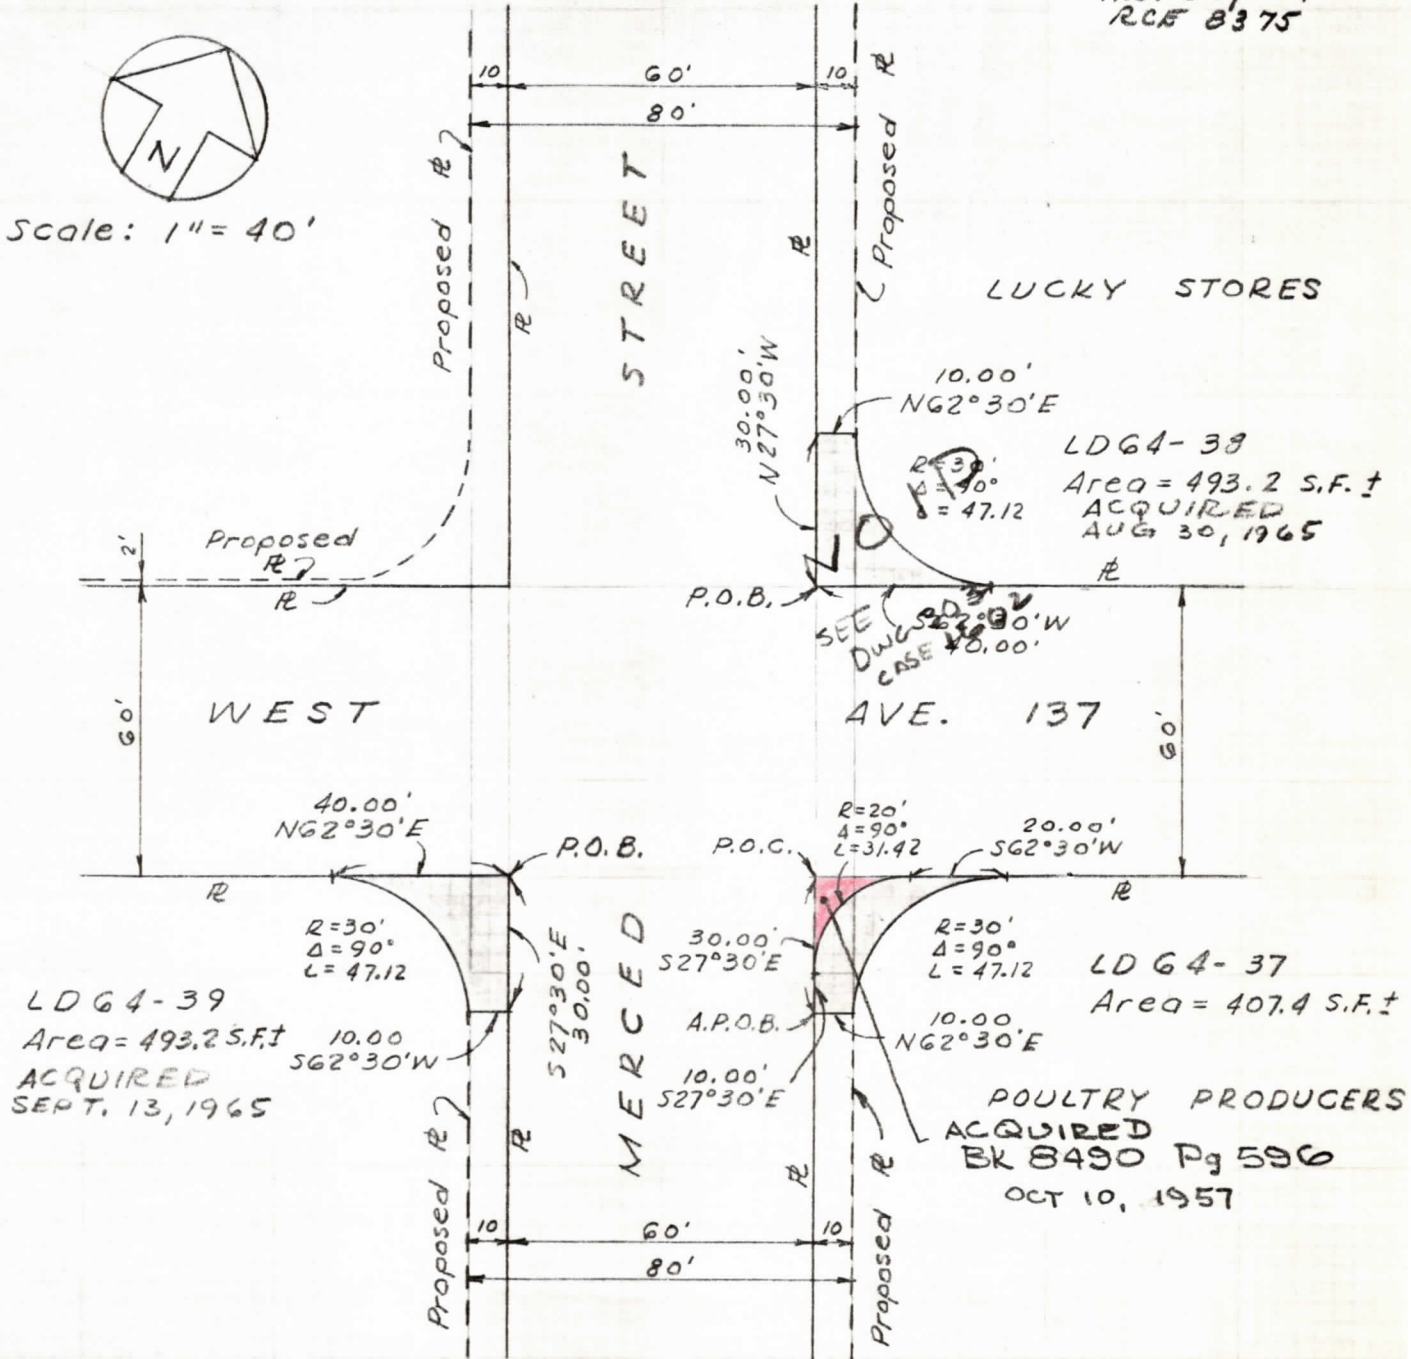 RCE 8375
N
Scale: 1"= 40'
10
60'
10
80'
Proposed ⅊
⅊
STREET
⅊
Proposed ⅊
LUCKY STORES
10.00'
N62°30'E
30.00'
N27°30'W
LD64-38
Area = 493.2 S.F.±
ACQUIRED
AUG 30, 1965
R=30'
Δ=90°
= 47.12
Proposed
⅊
2'
⅊
P.O.B.
⅊
SEE
DWG
CASE
S62°30'W
40.00'
60'
WEST
AVE. 137
60'
40.00'
N62°30'E
P.O.B.
P.O.C.
R=20'
Δ=90°
L=31.42
20.00'
S62°30'W
⅊
⅊
R=30'
Δ=90°
L=47.12
S27°30'E
30.00'
MERCED
30.00'
S27°30'E
R=30'
Δ=90°
L=47.12
LD 64-37
Area = 407.4 S.F.±
LD64-39
Area=493.2 S.F.±
ACQUIRED
SEPT. 13, 1965
10.00
S62°30'W
A.P.O.B.
10.00
N62°30'E
10.00'
S27°30'E
POULTRY PRODUCERS
ACQUIRED
BK 8490 Pg 596
OCT 10, 1957
Proposed ⅊
⅊
⅊
Proposed ⅊
10
60'
10
80'